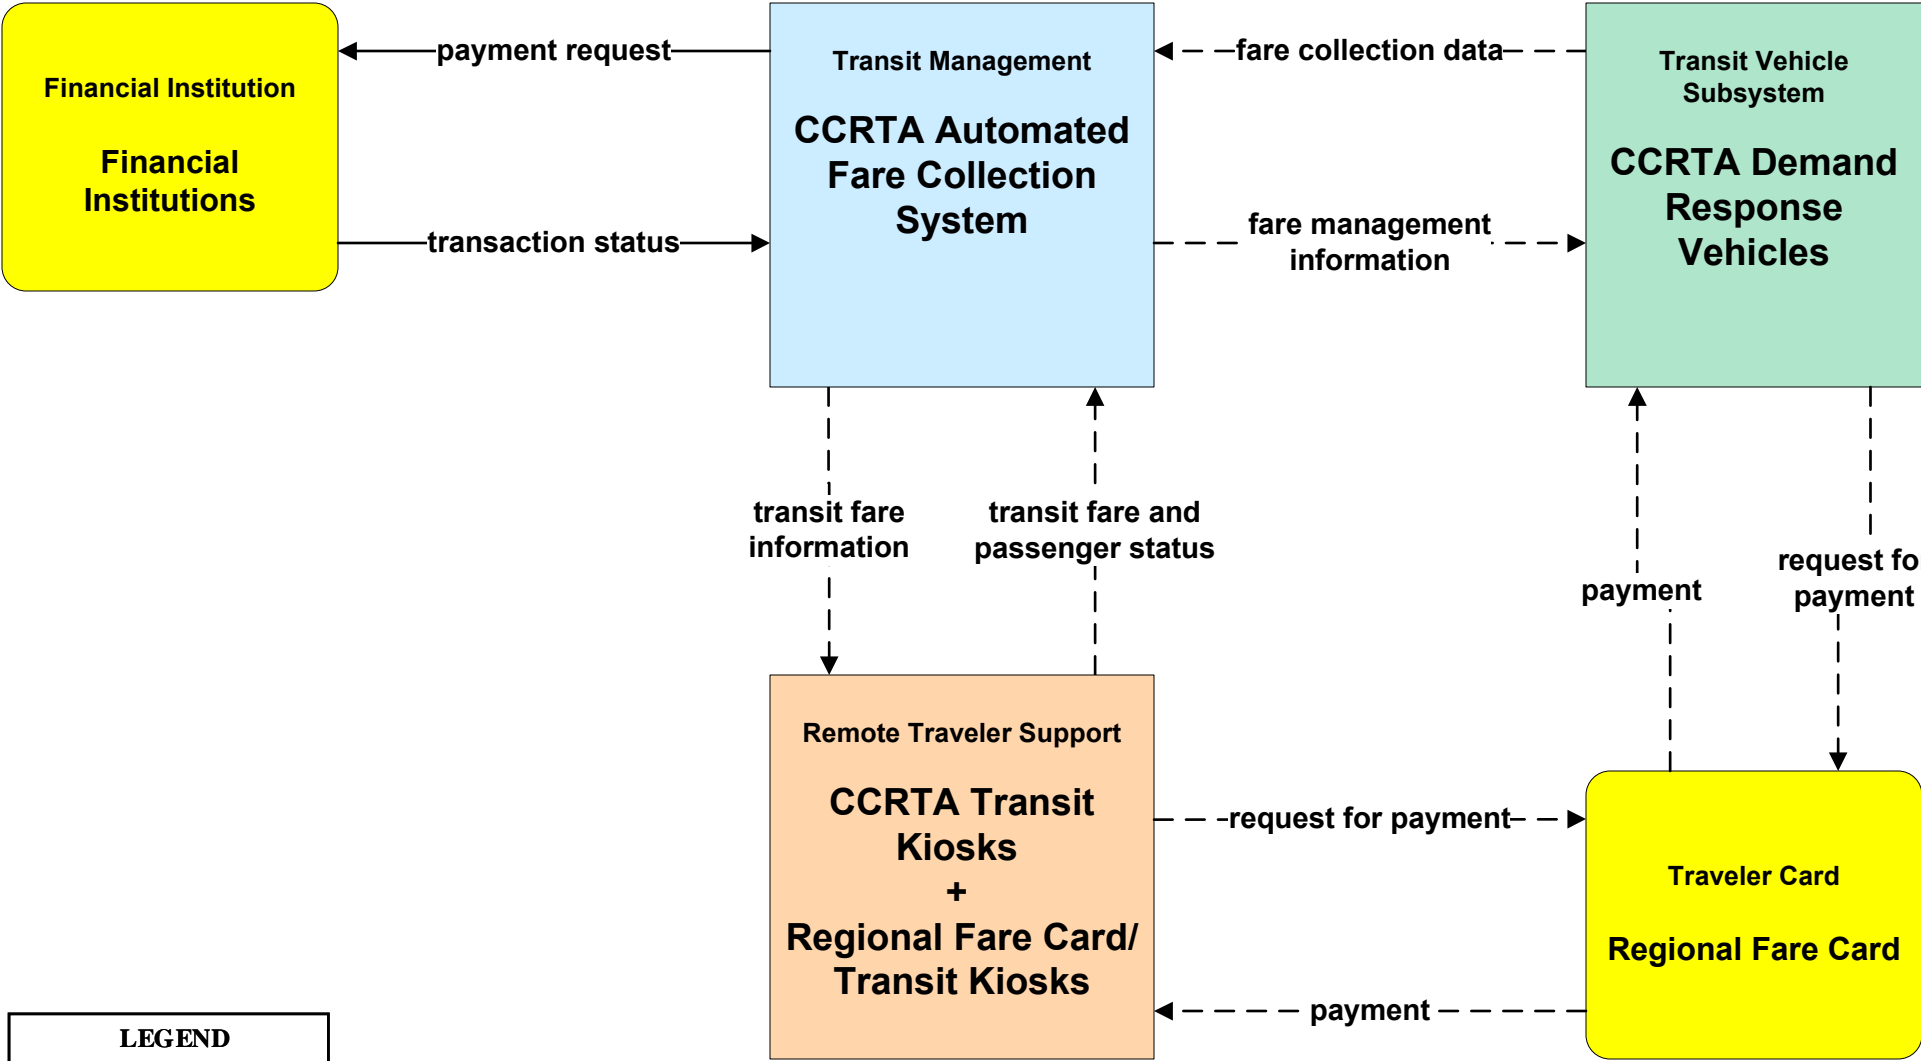 Financial Institution
Financial
Institutions
payment request
transaction status
Transit Management
CCRTA Automated
Fare Collection
System
fare collection data
fare management
information
Transit Vehicle
Subsystem
CCRTA Demand
Response
Vehicles
transit fare
information
transit fare and
passenger status
payment
request fo
payment
Remote Traveler Support
CCRTA Transit
Kiosks
+
Regional Fare Card/
Transit Kiosks
request for payment
payment
Traveler Card
Regional Fare Card
LEGEND